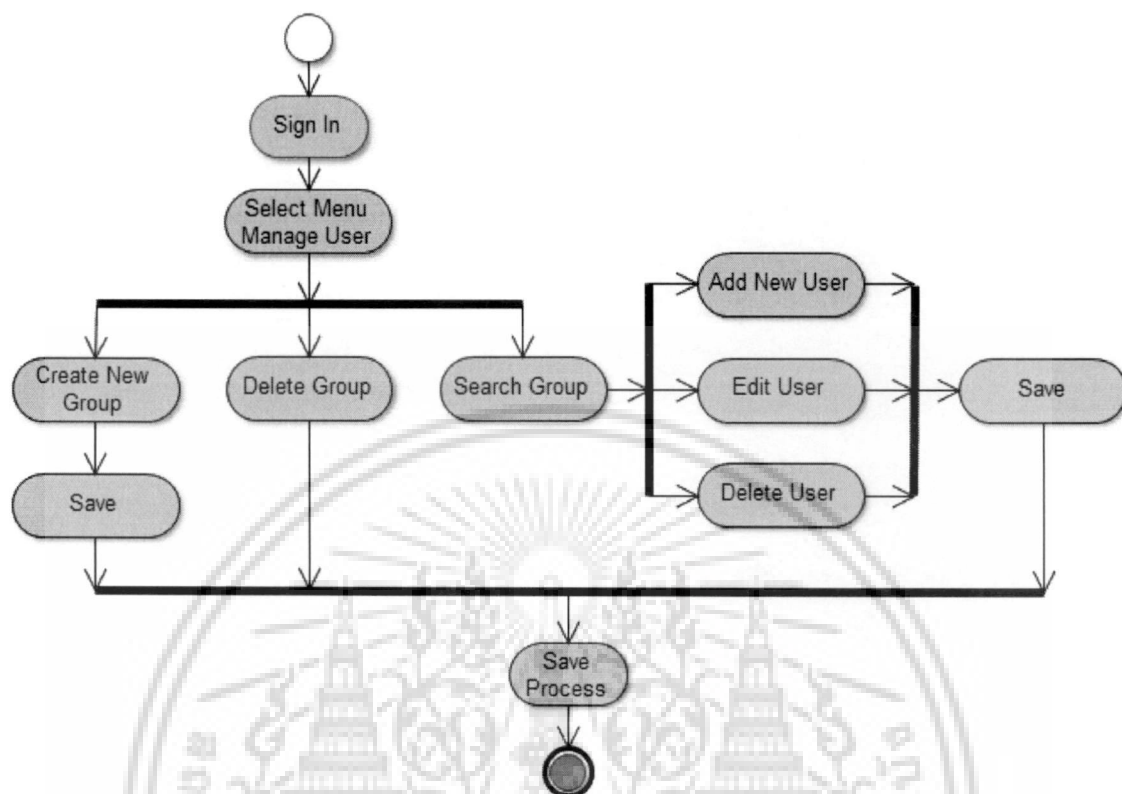 Sign In
Select Menu
Manage User
Add New User
Create New
Group
Delete Group
Search Group
Edit User
Save
Save
Delete User
Save
Process